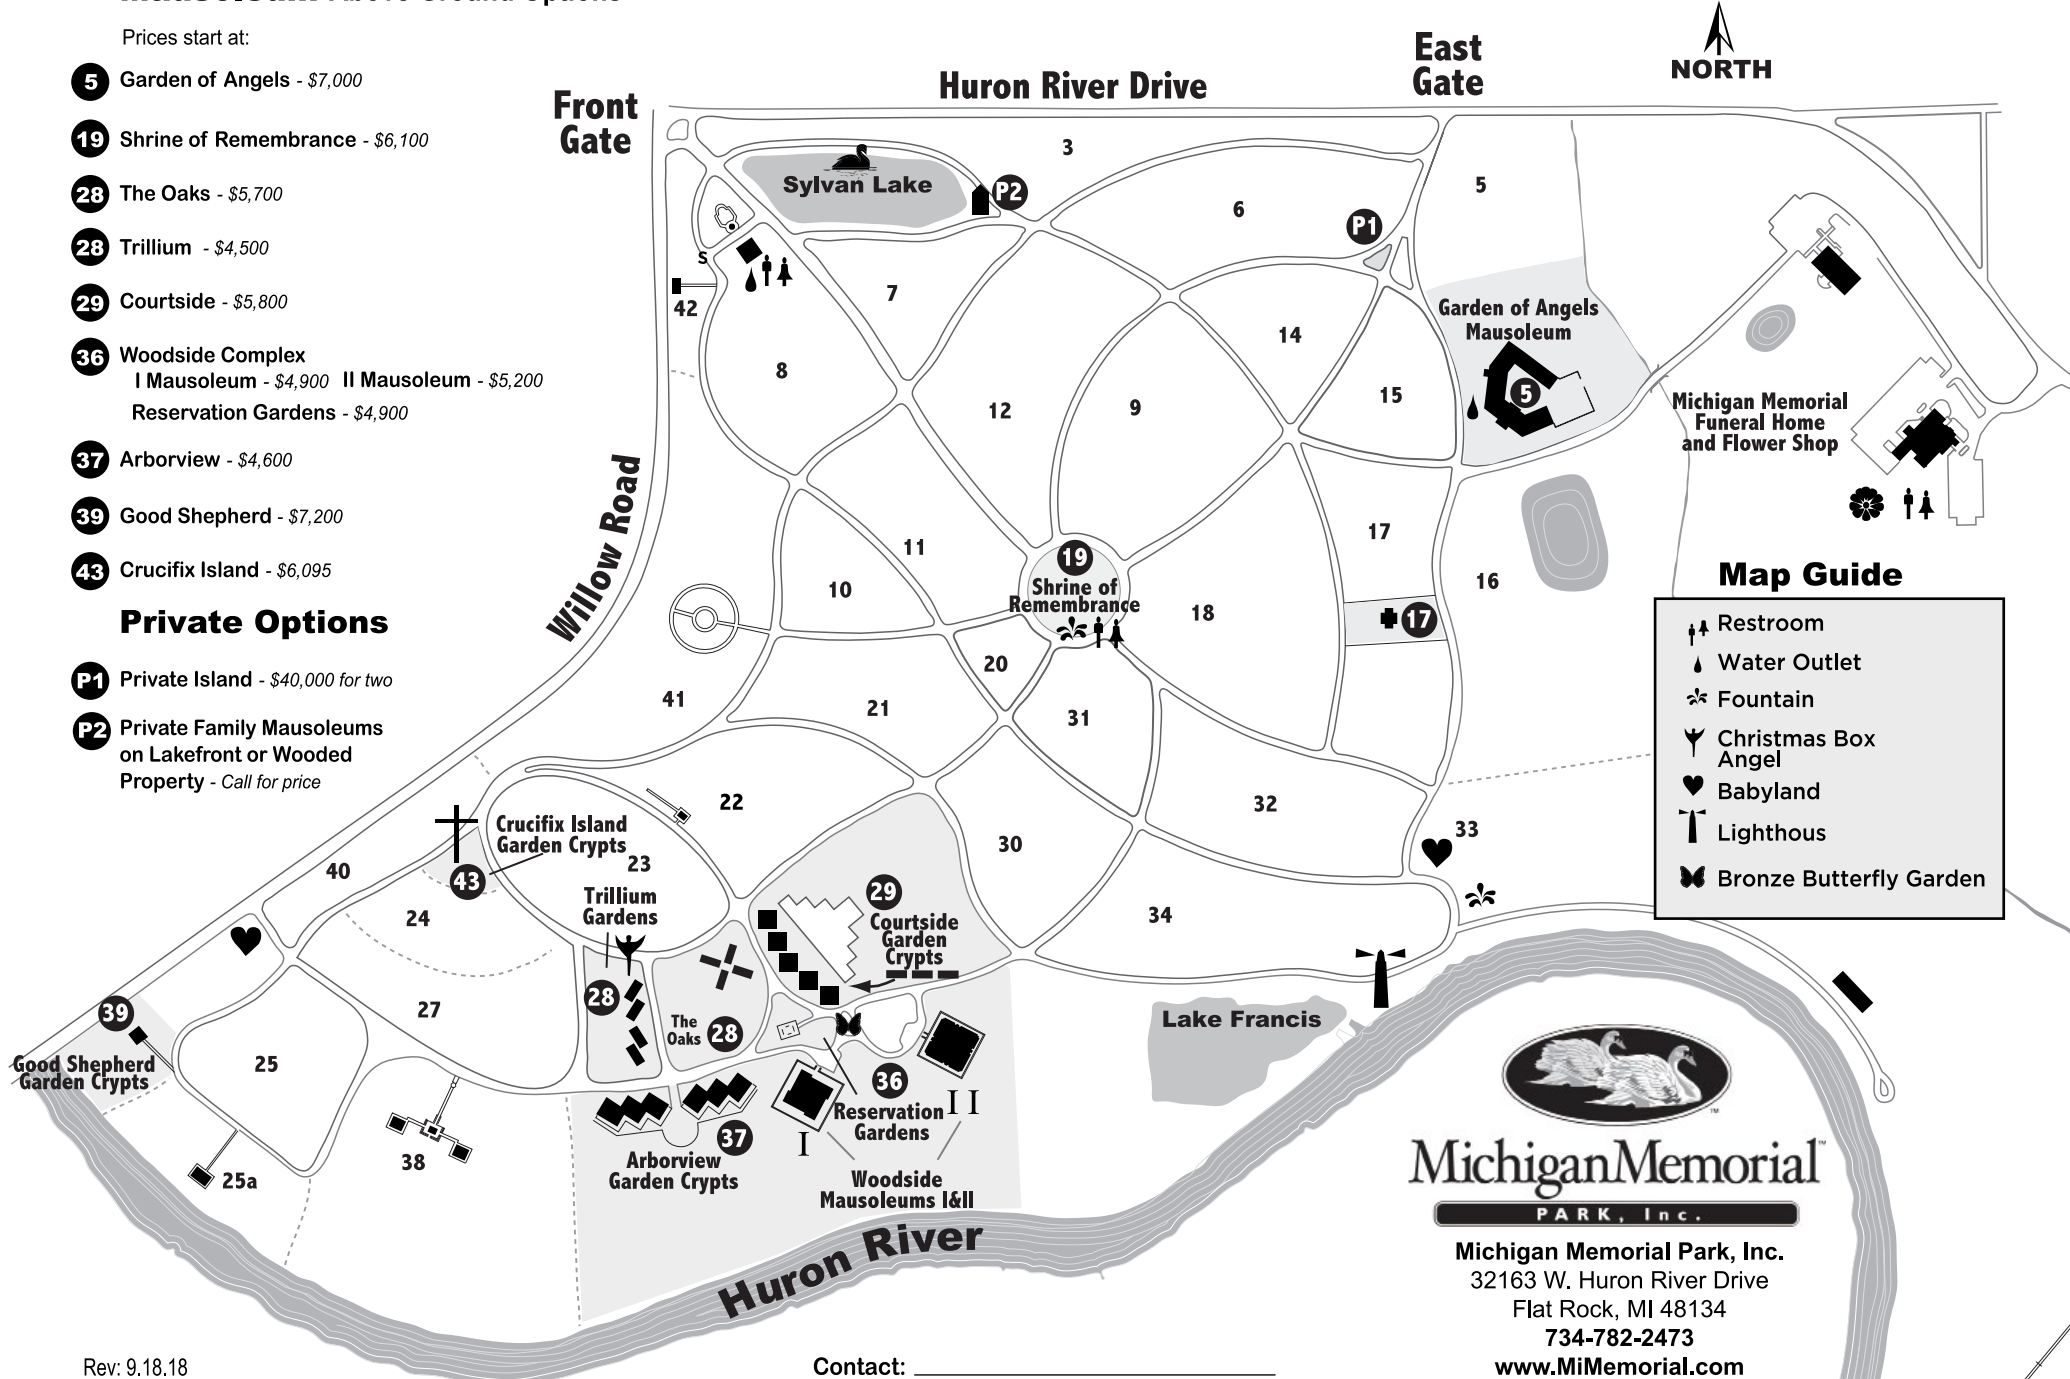 Mausoleum Above Ground Options
Prices start at:
5 Garden of Angels - $7,000
19 Shrine of Remembrance - $6,100
28 The Oaks - $5,700
28 Trillium - $4,500
29 Courtside - $5,800
36 Woodside Complex
I Mausoleum - $4,900 II Mausoleum - $5,200
Reservation Gardens - $4,900
37 Arborview - $4,600
39 Good Shepherd - $7,200
43 Crucifix Island - $6,095
Private Options
P1 Private Island - $40,000 for two
P2 Private Family Mausoleums
on Lakefront or Wooded
Property - Call for price
Front
Gate
Huron River Drive
East
Gate
NORTH
3
Sylvan Lake
P2
6
P1
5
S
42
7
8
12
9
14
15
Garden of Angels
Mausoleum
5
Michigan Memorial
Funeral Home
and Flower Shop
Willow Road
11
10
19
Shrine of
Remembrance
18
17
17
16
20
41
21
31
22
32
33
30
34
40
Crucifix Island
Garden Crypts
23
43
24
Trillium
Gardens
28
The
Oaks 28
29
Courtside
Garden
Crypts
27
39
Good Shepherd
Garden Crypts
25
25a
38
37
Arborview
Garden Crypts
36
Reservation
Gardens
I
II
Woodside
Mausoleums I&II
Lake Francis
Huron River
Map Guide
Restroom
Water Outlet
Fountain
Christmas Box
Angel
Babyland
Lighthous
Bronze Butterfly Garden
MichiganMemorial™
PARK, Inc.
Michigan Memorial Park, Inc.
32163 W. Huron River Drive
Flat Rock, MI 48134
734-782-2473
www.MiMemorial.com
Rev: 9.18.18
Contact: